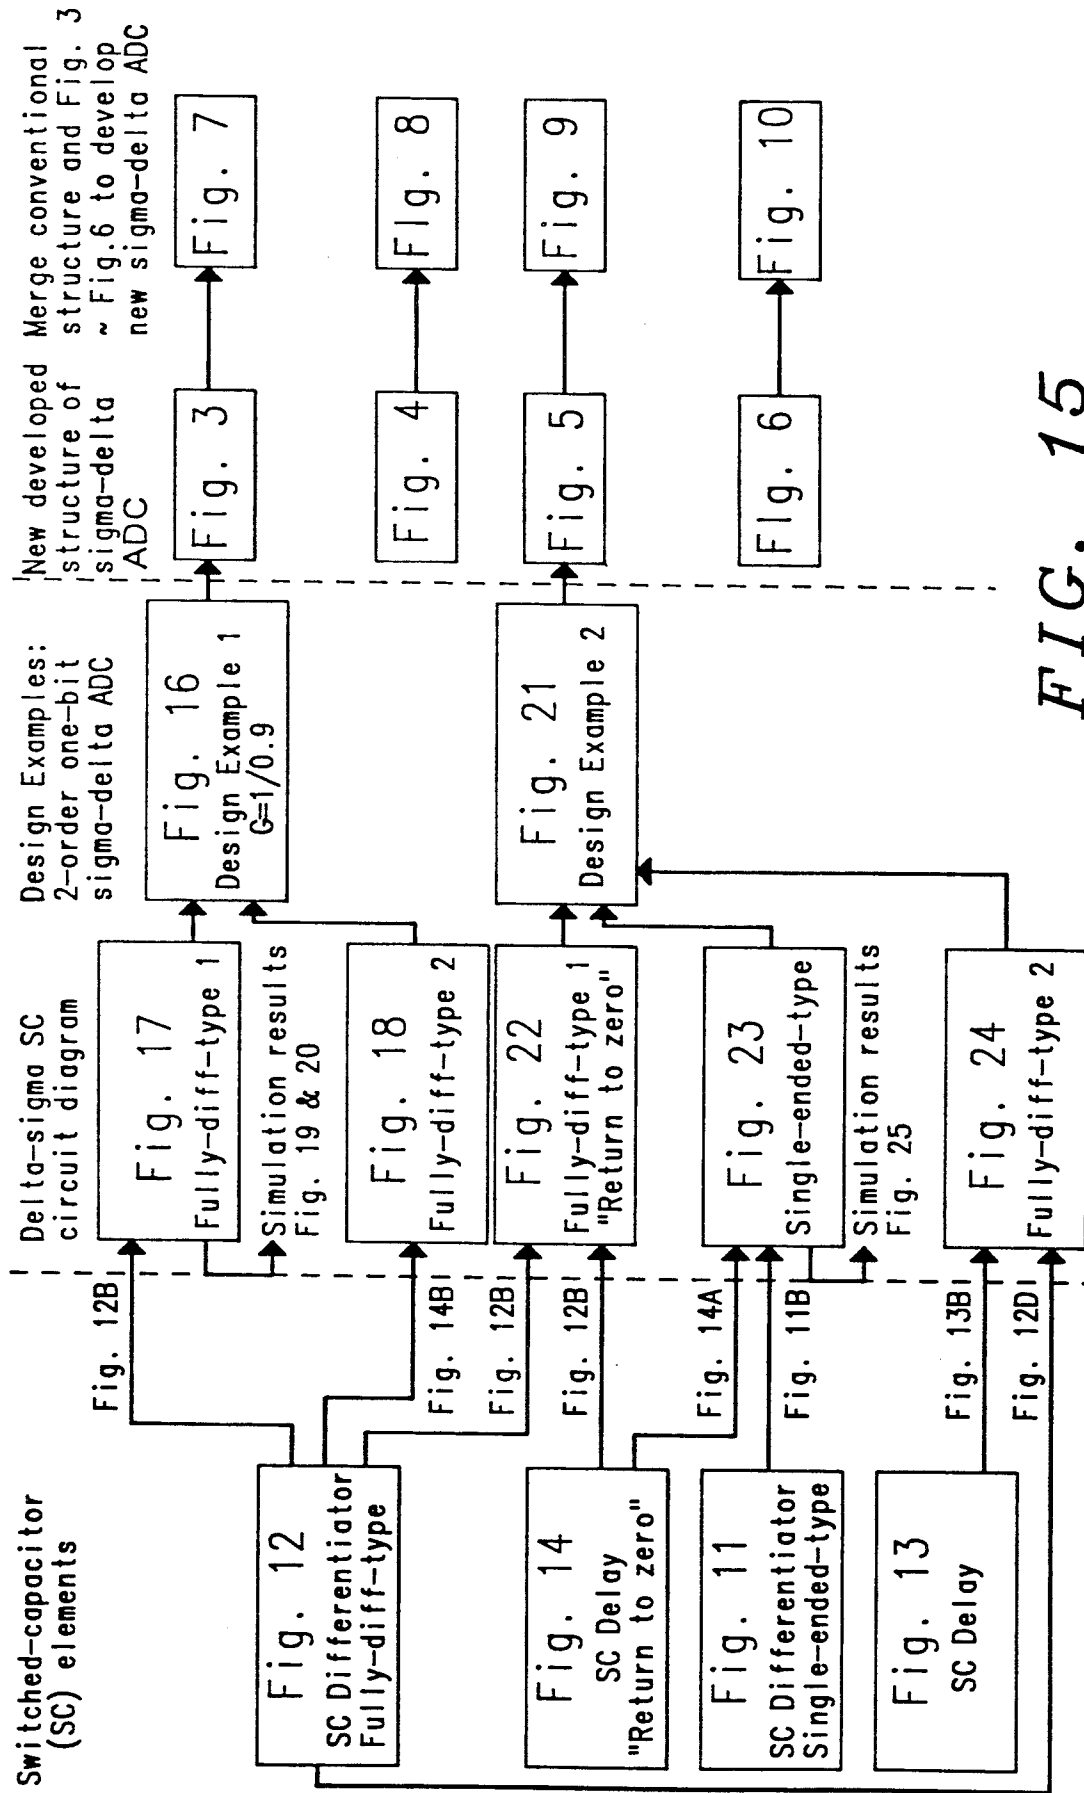 Switched-capacitor
(SC) elements
Delta-sigma SC
circuit diagram
Design Examples:
2-order one-bit
sigma-delta ADC
New developed
structure of
sigma-delta
ADC
Merge conventional
structure and Fig. 3
~ Fig.6 to develop
new sigma-delta ADC
Fig. 12
SC Differentiator
Fully-diff-type
Fig. 14
SC Delay
"Return to zero"
Fig. 11
SC Differentiator
Single-ended-type
Fig. 13
SC Delay
Fig. 12B
Fig. 14B
Fig. 12B
Fig. 12B
Fig. 14A
Fig. 11B
Fig. 13B
Fig. 12D
Fig. 17
Fully-diff-type 1
Simulation results
Fig. 19 & 20
Fig. 18
Fully-diff-type 2
Fig. 22
Fully-diff-type 1
"Return to zero"
Fig. 23
Single-ended-type
Simulation results
Fig. 25
Fig. 24
Fully-diff-type 2
Fig. 16
Design Example 1
G=1/0.9
Fig. 21
Design Example 2
Fig. 3
Fig. 4
Fig. 5
FIg. 6
Fig. 7
FIg. 8
Fig. 9
Fig. 10
FIG. 15